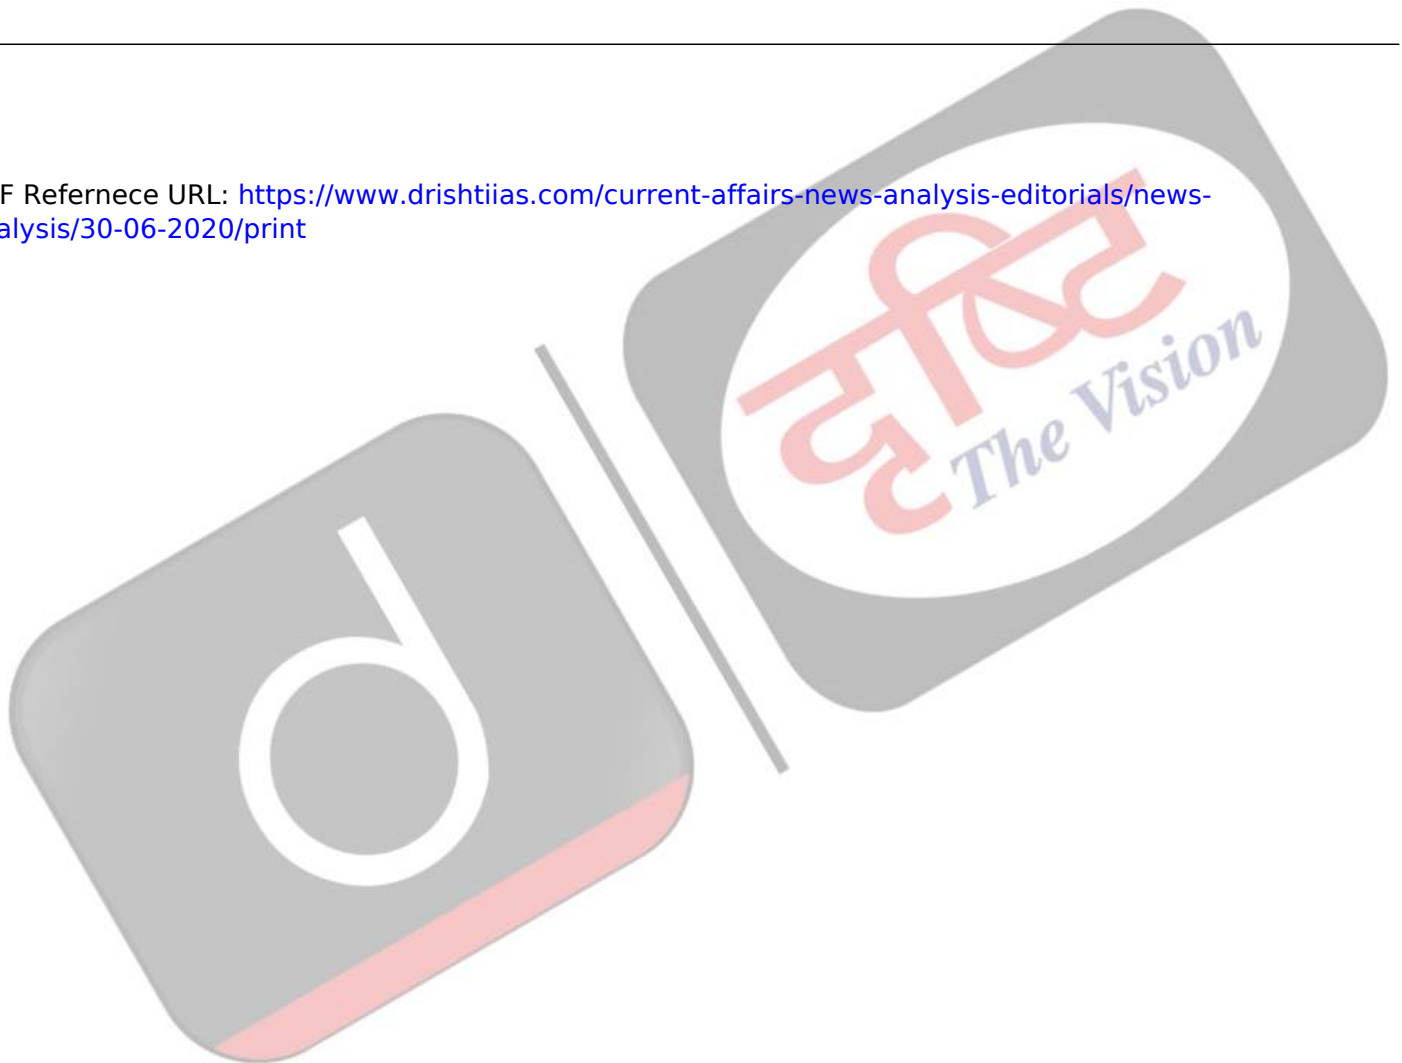 F Refernece URL: https://www.drishtiias.com/current-affairs-news-analysis-editorials/news-
alysis/30-06-2020/print
दृष्टि
The Vision
d